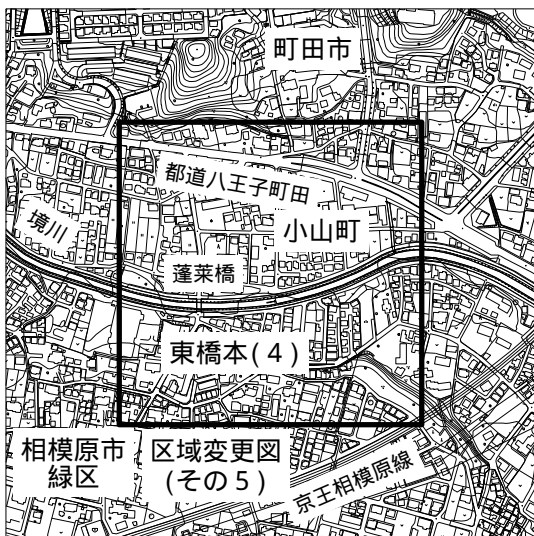 町田市
都道八王子町田
小山町
境川
蓬莱橋
東橋本(4)
相模原市
緑区
区域変更図
(その5)
京王相模原線